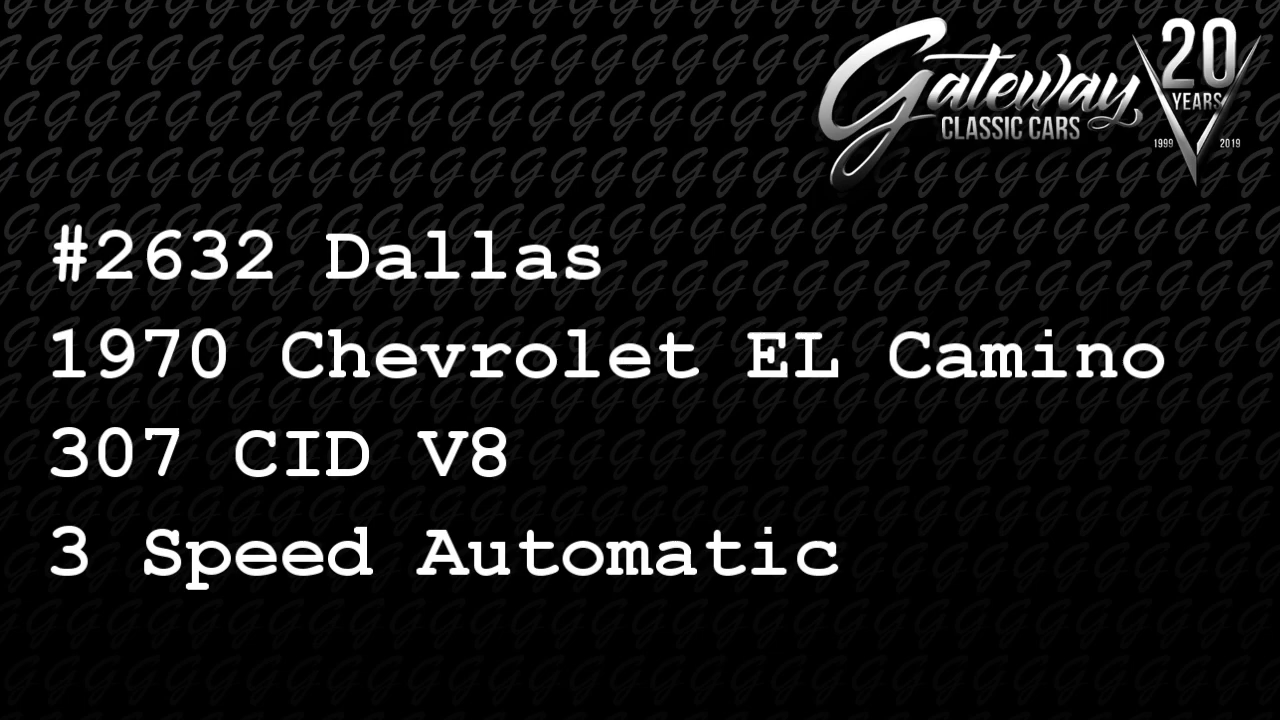 Gateway
CLASSIC CARS
20
YEARS
1999 2019
#2632 Dallas
1970 Chevrolet EL Camino
307 CID V8
3 Speed Automatic